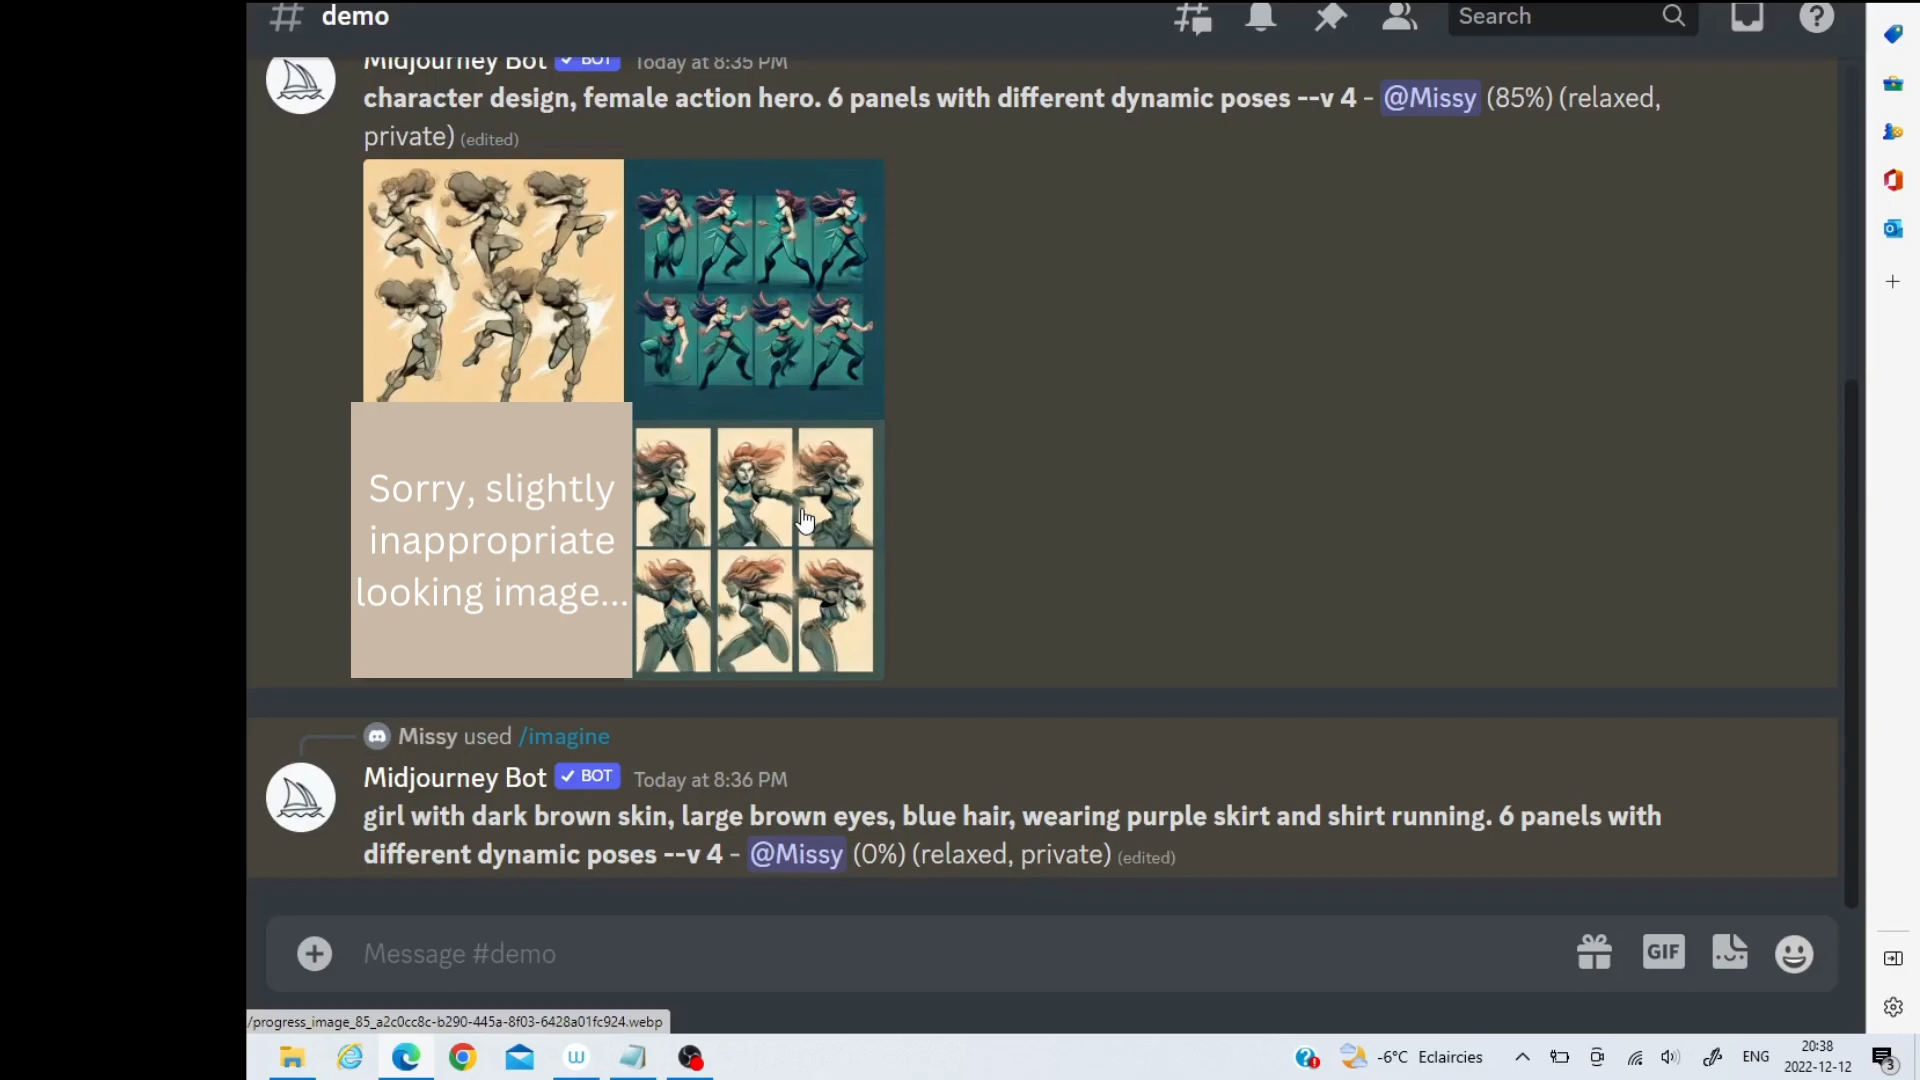 demo
Search
Midjourney Bot ✓ BOT Today at 8:35 PM
character design, female action hero. 6 panels with different dynamic poses --v 4 - @Missy (85%) (relaxed,
private) (edited)
Sorry, slightly
inappropriate
looking image...
Missy used /imagine
Midjourney Bot ✓ BOT Today at 8:36 PM
girl with dark brown skin, large brown eyes, blue hair, wearing purple skirt and shirt running. 6 panels with
different dynamic poses --v 4 - @Missy (0%) (relaxed, private) (edited)
Message #demo
GIF
/progress_image_85_a2c0cc8c-b290-445a-8f03-6428a01fc924.webp
-6°C Eclaircies
ENG
20:38
2022-12-12
3